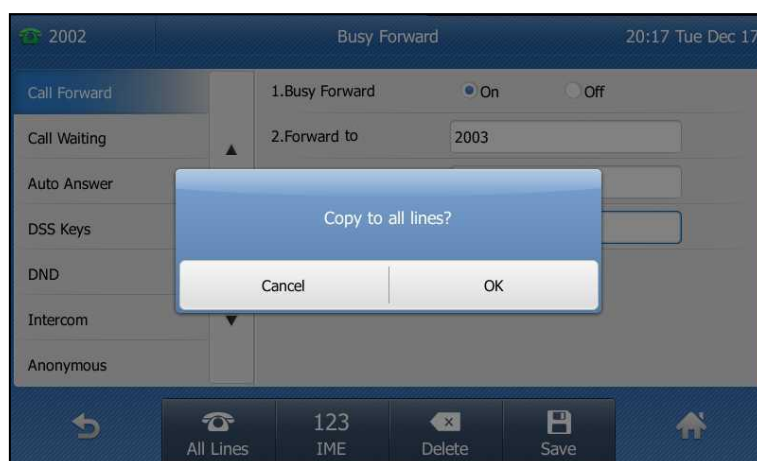 2002 Busy Forward 20:17 Tue Dec 17
Call Forward
Call Waiting
Auto Answer
DSS Keys
DND
Intercom
Anonymous
1.Busy Forward On Off
2.Forward to 2003
Copy to all lines?
Cancel OK
All Lines
123
IME
Delete
Save